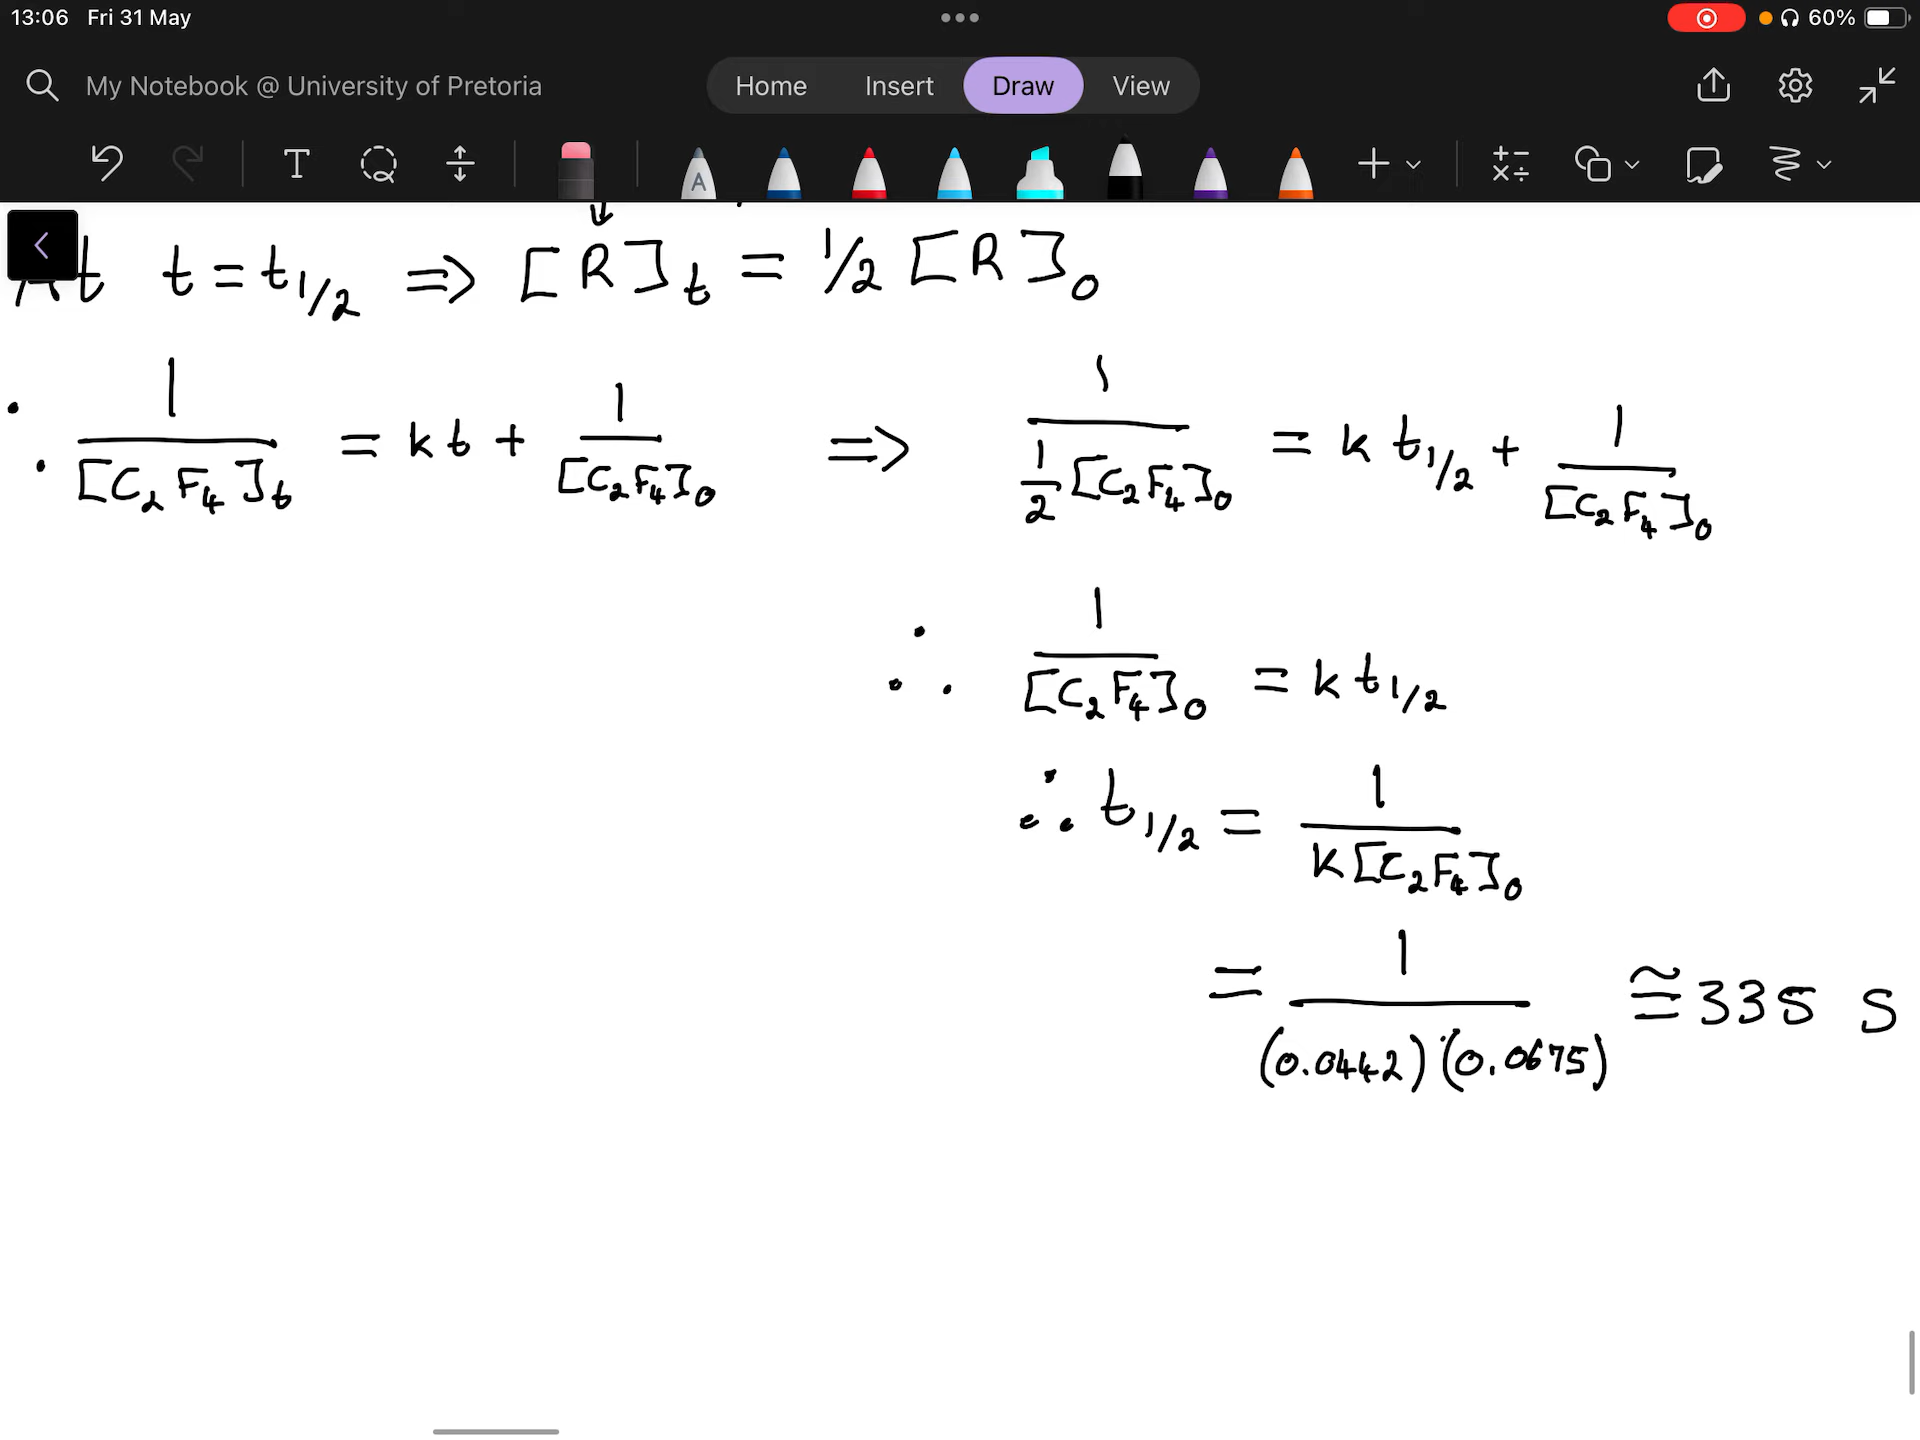 13:06 Fri 31 May 60%
My Notebook @ University of Pretoria Home Insert Draw View
T A
At t = t1/2 => [R]t = 1/2 [R]0
∴ 1/[C2F4]t = kt + 1/[C2F4]0 => 1/(1/2 [C2F4]0) = k t1/2 + 1/[C2F4]0
∴ 1/[C2F4]0 = k t1/2
∴ t1/2 = 1/(k[C2F4]0)
= 1/((0.0442)(0.0675)) ≅ 335 s